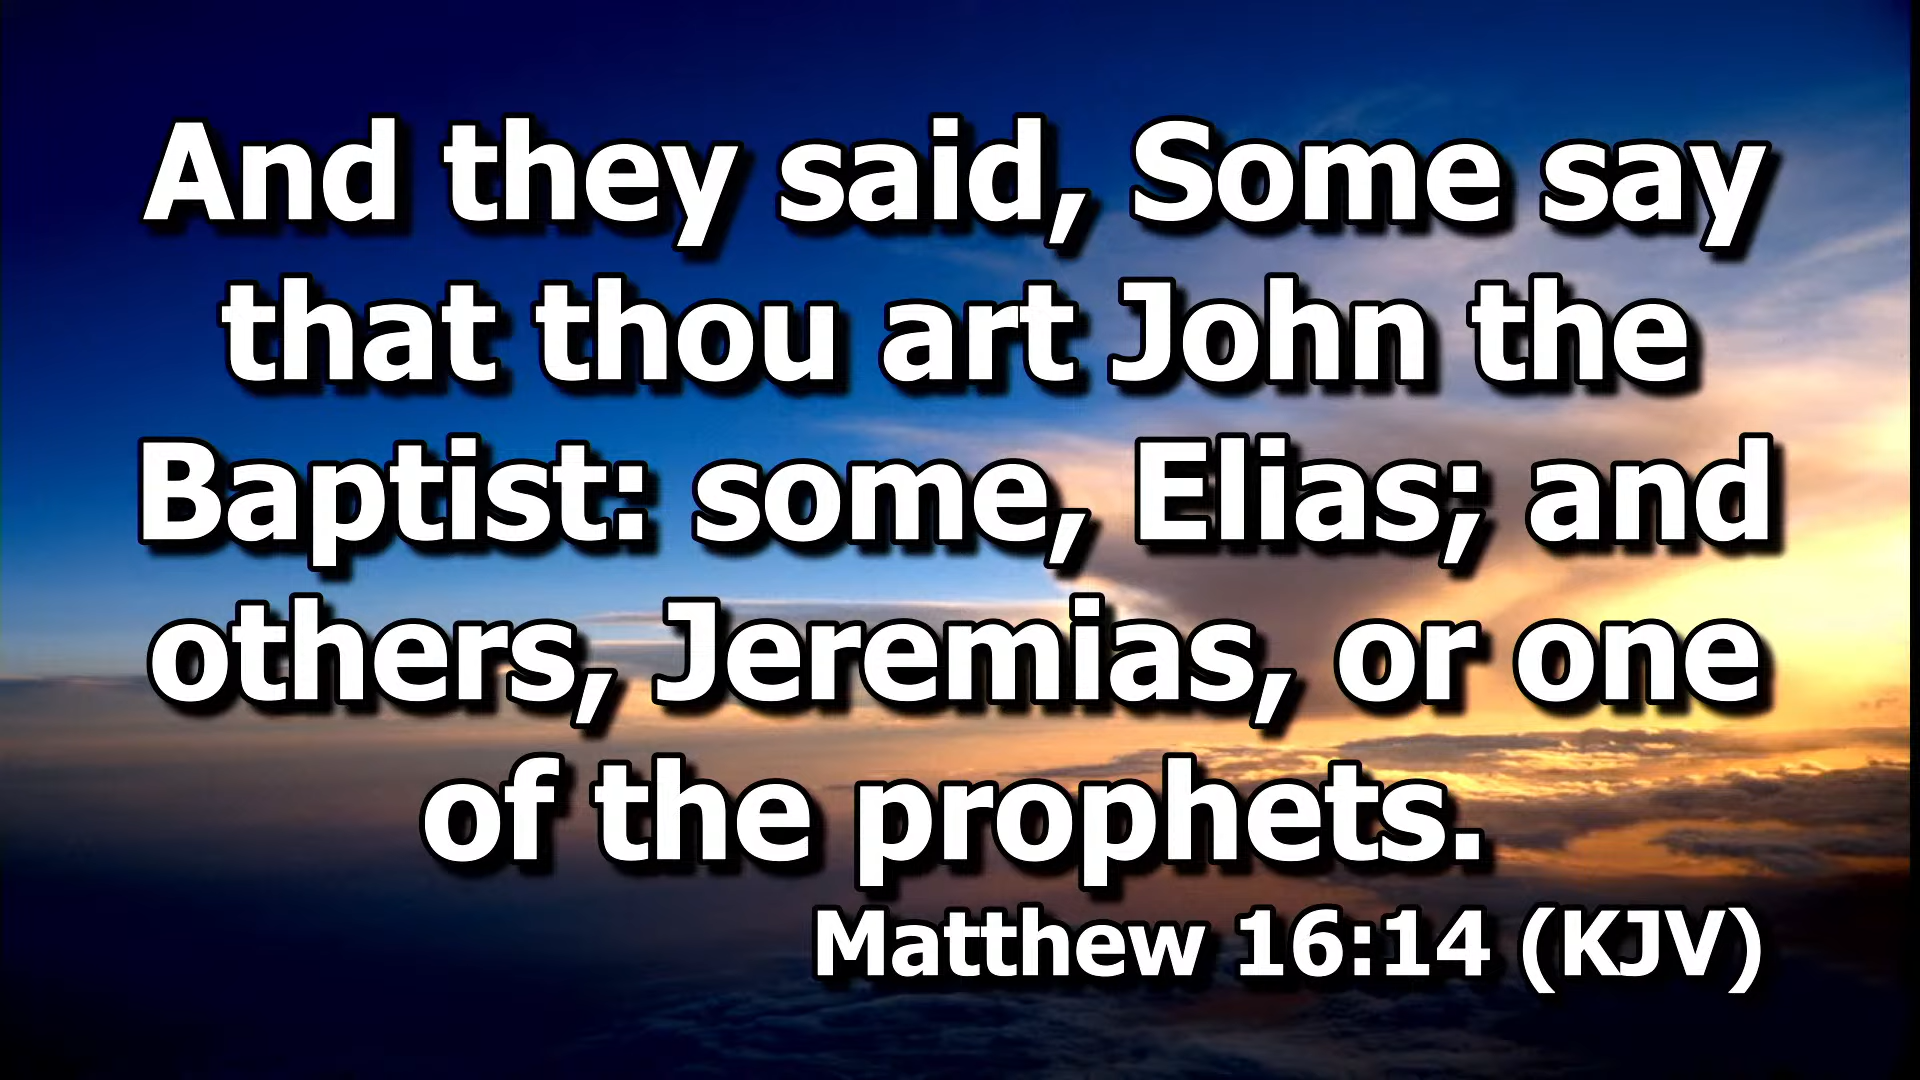 And they said, Some say
that thou art John the
Baptist: some, Elias; and
others, Jeremias, or one
of the prophets.
Matthew 16:14 (KJV)